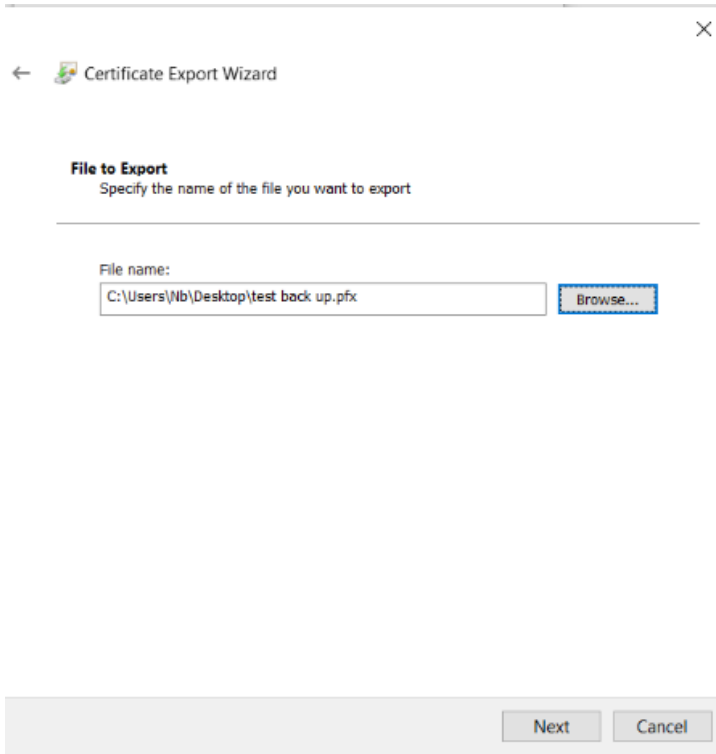 Certificate Export Wizard
File to Export
Specify the name of the file you want to export
File name:
C:\Users\Nb\Desktop\test back up.pfx
Browse...
Next
Cancel